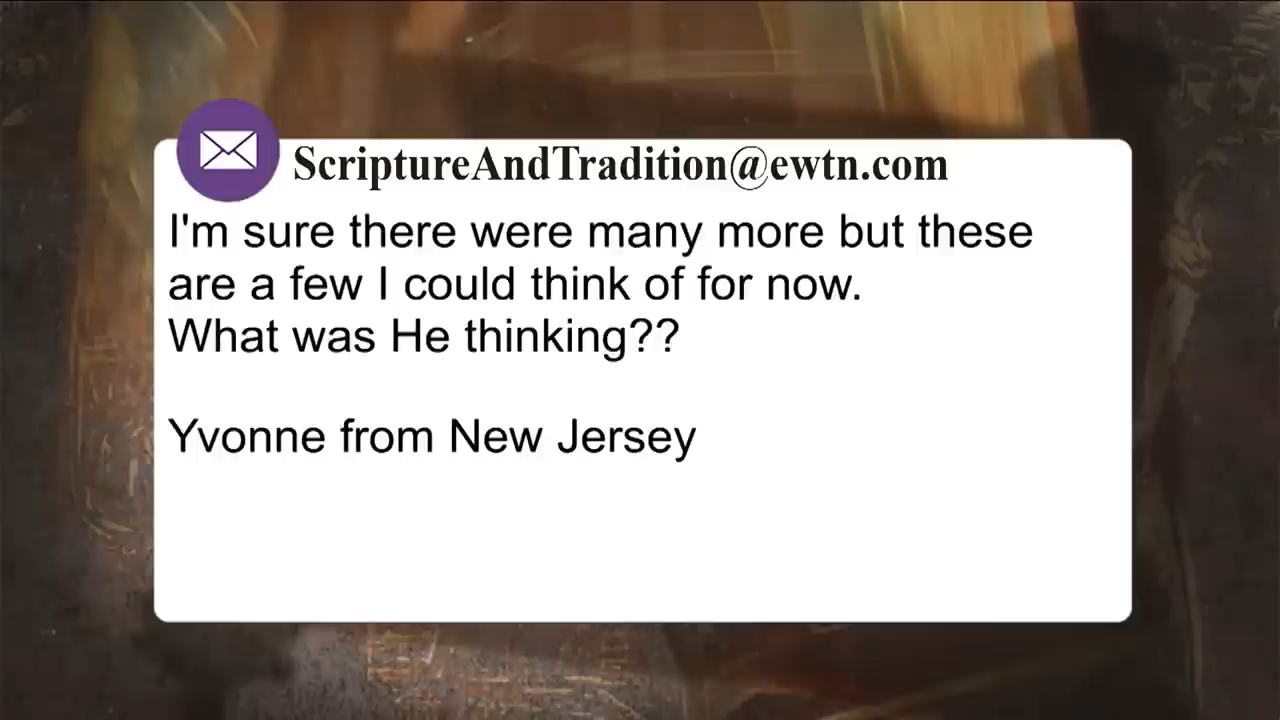 ScriptureAndTradition@ewtn.com
I'm sure there were many more but these
are a few I could think of for now.
What was He thinking??
Yvonne from New Jersey